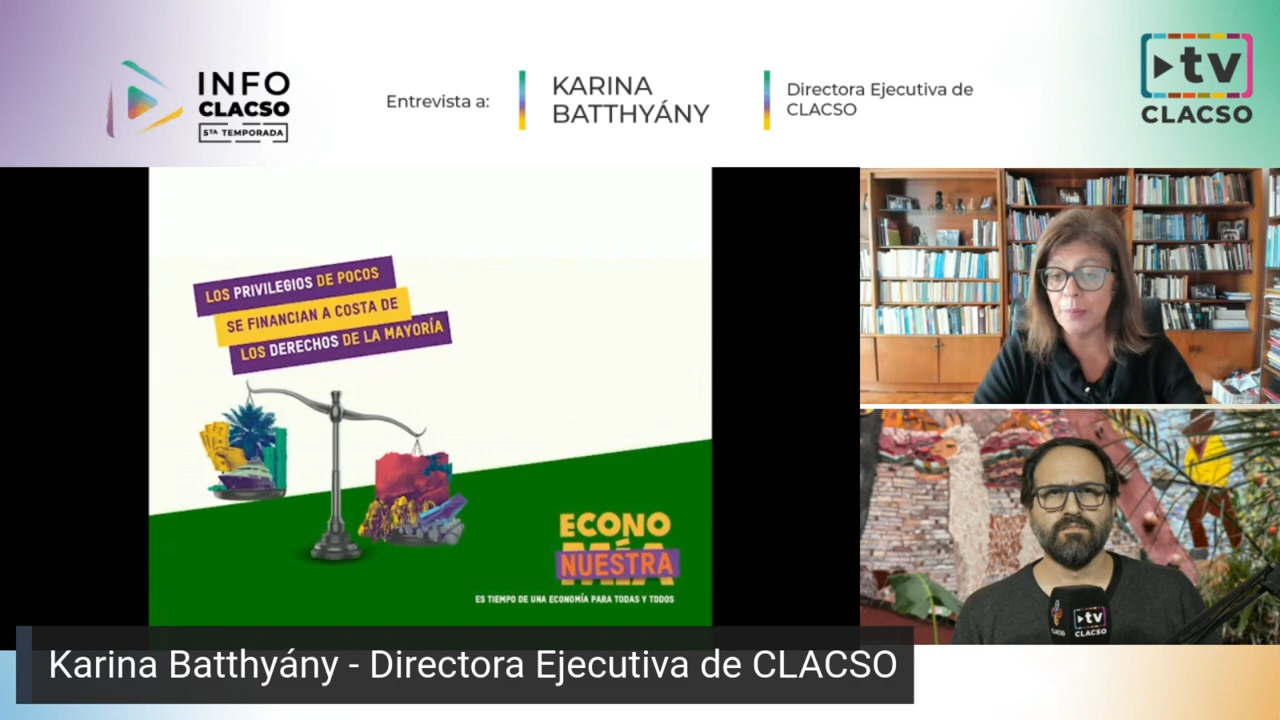 INFO
CLACSO
5TA TEMPORADA
Entrevista a:
KARINA
BATTHYÁNY
Directora Ejecutiva de
CLACSO
tv
CLACSO
LOS PRIVILEGIOS DE POCOS
SE FINANCIAN A COSTA DE
LOS DERECHOS DE LA MAYORÍA
ECONO
MÍA
NUESTRA
ES TIEMPO DE UNA ECONOMÍA PARA TODAS Y TODOS
tv
CLACSO
Karina Batthyány - Directora Ejecutiva de CLACSO